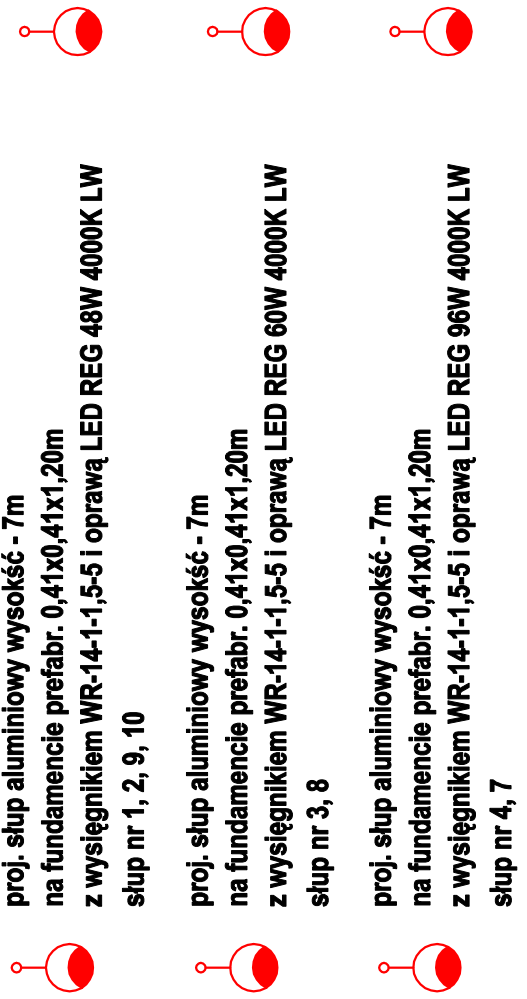 proj. słup aluminiowy wysokść - 7m
na fundamencie prefabr. 0,41x0,41x1,20m
z wysięgnikiem WR-14-1-1,5-5 i oprawą LED REG 48W 4000K LW
słup nr 1, 2, 9, 10
proj. słup aluminiowy wysokść - 7m
na fundamencie prefabr. 0,41x0,41x1,20m
z wysięgnikiem WR-14-1-1,5-5 i oprawą LED REG 60W 4000K LW
słup nr 3, 8
proj. słup aluminiowy wysokść - 7m
na fundamencie prefabr. 0,41x0,41x1,20m
z wysięgnikiem WR-14-1-1,5-5 i oprawą LED REG 96W 4000K LW
słup nr 4, 7